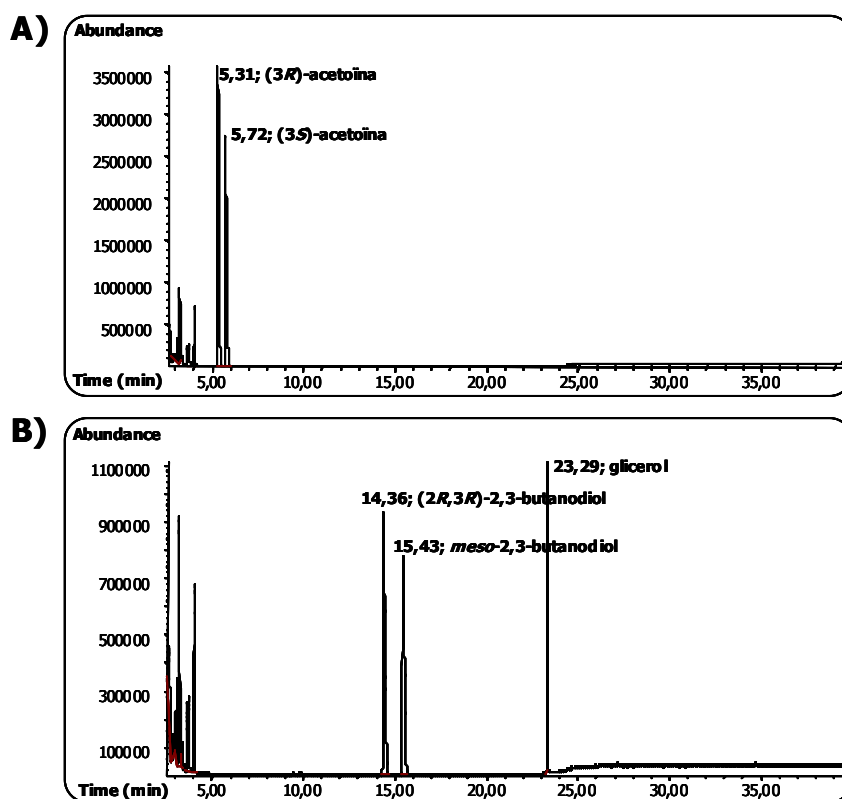 A)
Abundance
3500000
5,31; (3R)-acetoïna
3000000
5,72; (3S)-acetoïna
2500000
2000000
1500000
1000000
500000
Time (min)
5,00 10,00 15,00 20,00 25,00 30,00 35,00
B)
Abundance
1100000
23,29; glicerol
14,36; (2R,3R)-2,3-butanodiol
900000
15,43; meso-2,3-butanodiol
700000
500000
300000
100000
Time (min)
5,00 10,00 15,00 20,00 25,00 30,00 35,00